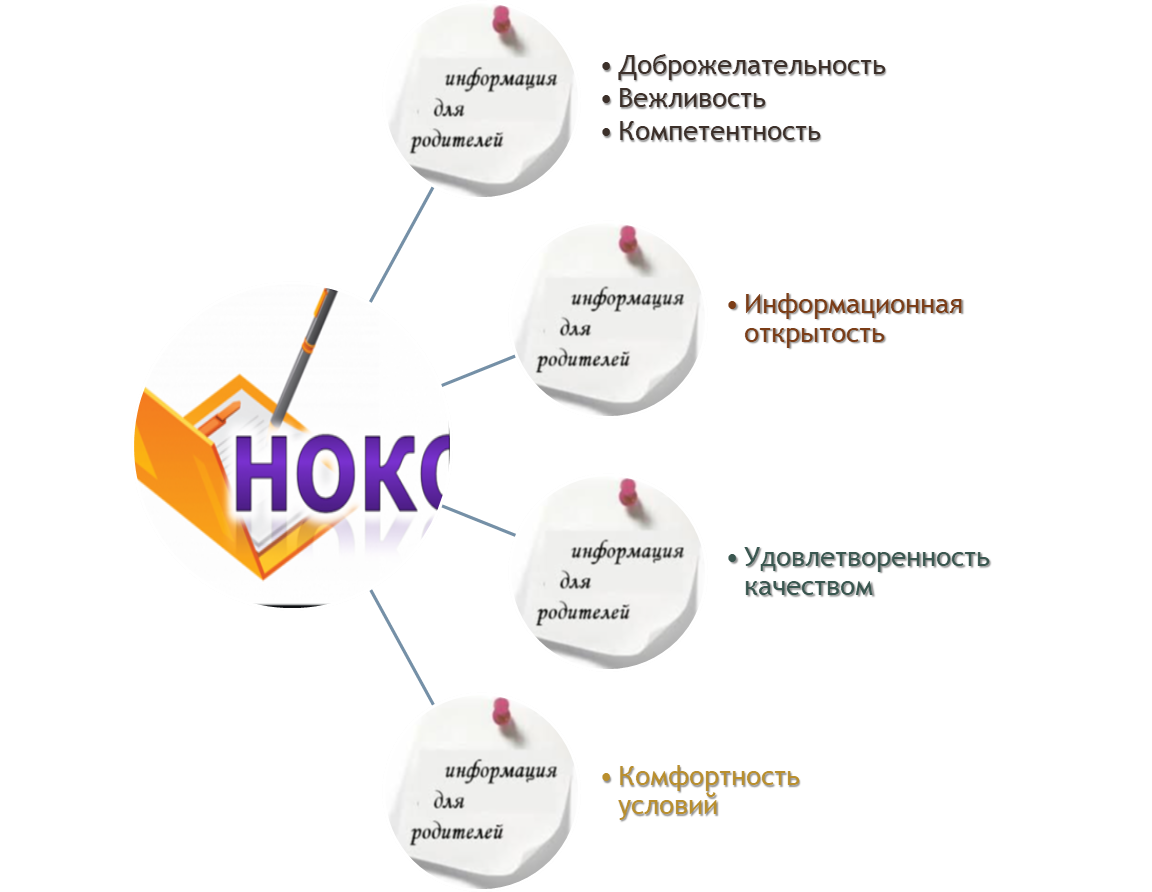 информация
для
родителей
• Доброжелательность
• Вежливость
• Компетентность
информация
для
родителей
• Информационная
открытость
НОКО
информация
для
родителей
• Удовлетворенность
качеством
информация
для
родителей
• Комфортность
условий